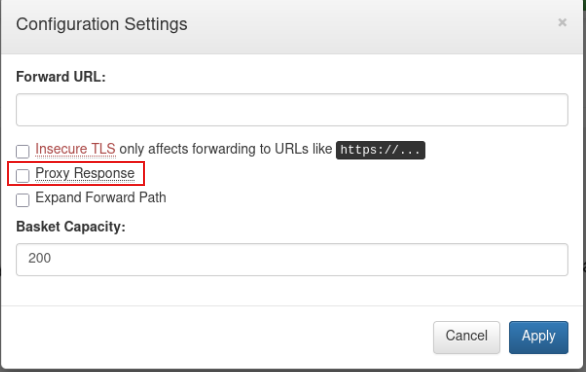 Configuration Settings ×
Forward URL:
Insecure TLS only affects forwarding to URLs like https://...
Proxy Response
Expand Forward Path
Basket Capacity:
200
Cancel Apply